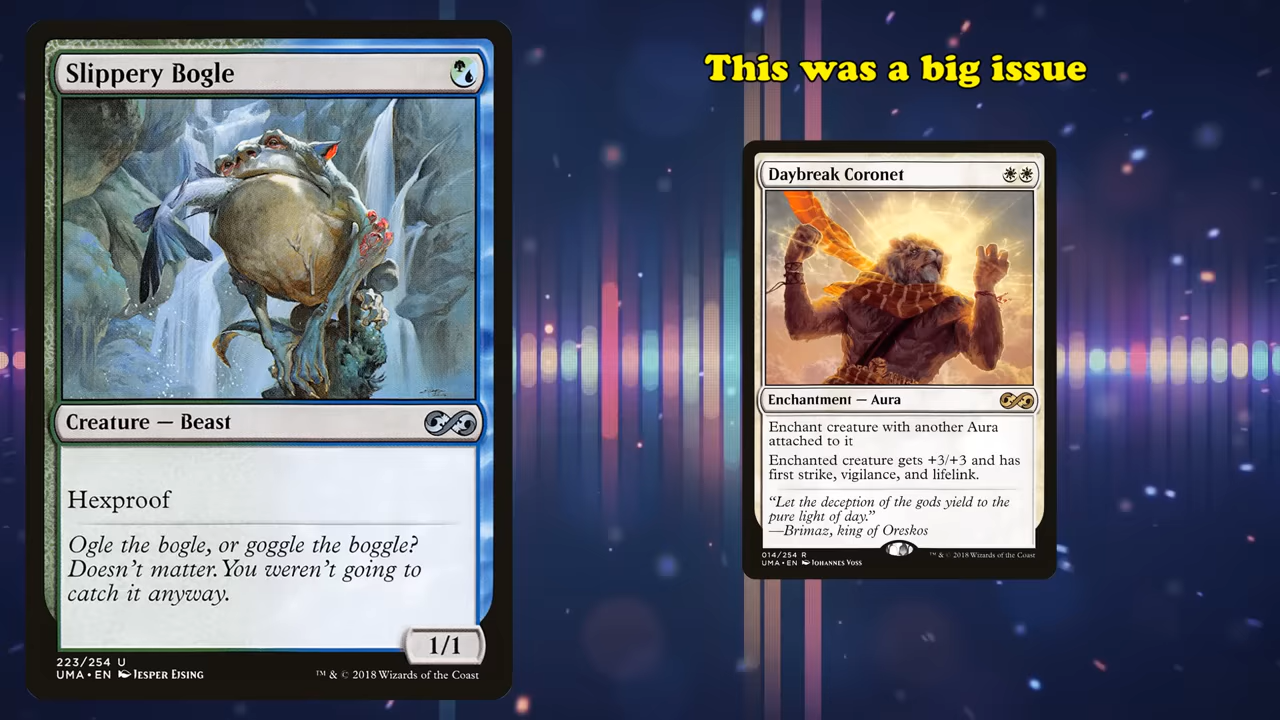 Slippery Bogle
Creature — Beast
Hexproof
Ogle the bogle, or goggle the boggle?
Doesn't matter. You weren't going to
catch it anyway.
1/1
223/254 U
UMA • EN Jesper Ejsing
™ & © 2018 Wizards of the Coast
This was a big issue
Daybreak Coronet
Enchantment — Aura
Enchant creature with another Aura
attached to it
Enchanted creature gets +3/+3 and has
first strike, vigilance, and lifelink.
“Let the deception of the gods yield to the
pure light of day.”
—Brimaz, king of Oreskos
014/254 R
UMA • EN Johannes Voss
™ & © 2018 Wizards of the Coast